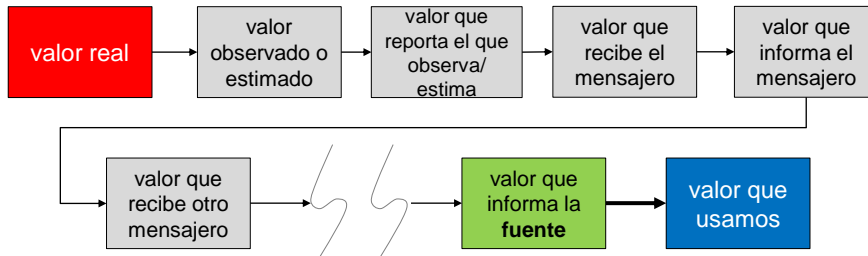 valor real
valor
observado o
estimado
valor que
reporta el que
observa/
estima
valor que
recibe el
mensajero
valor que
informa el
mensajero
valor que
recibe otro
mensajero
valor que
informa la
fuente
valor que
usamos